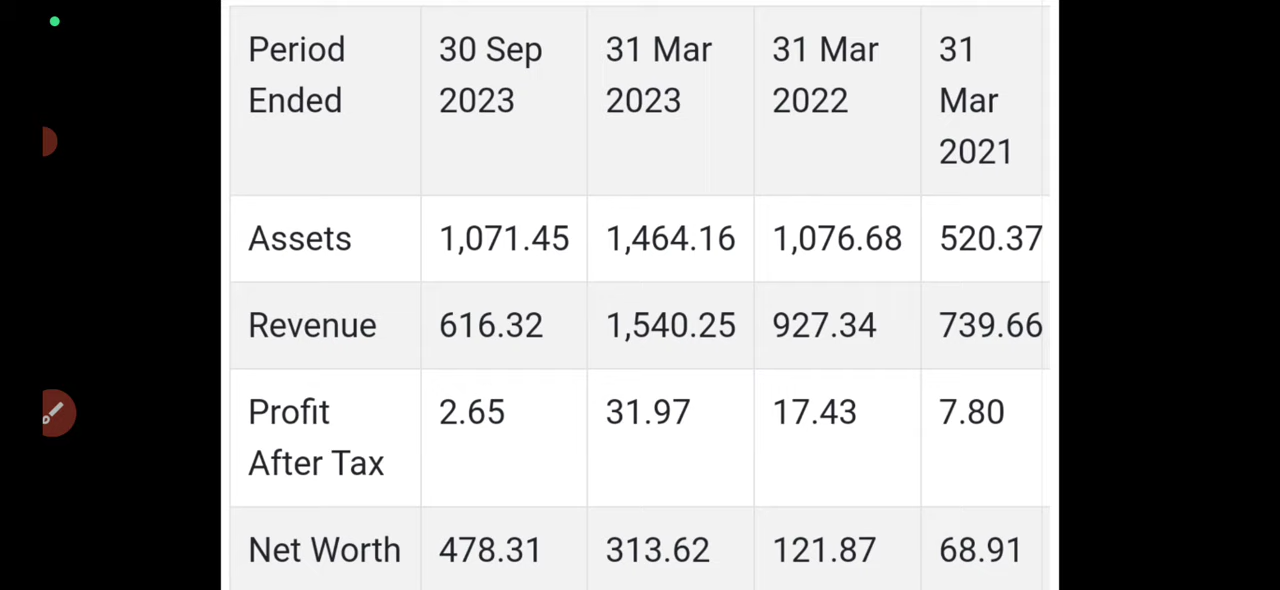 Period Ended 30 Sep 2023 31 Mar 2023 31 Mar 2022 31 Mar 2021
Assets 1,071.45 1,464.16 1,076.68 520.37
Revenue 616.32 1,540.25 927.34 739.66
Profit After Tax 2.65 31.97 17.43 7.80
Net Worth 478.31 313.62 121.87 68.91